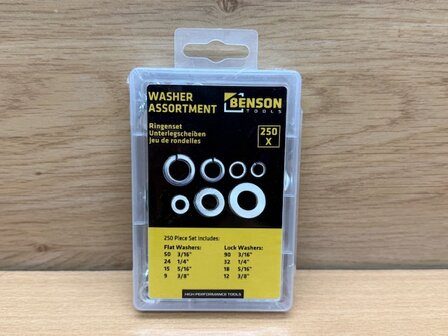 WASHER
ASSORTMENT
BENSON
TOOLS
Ringenset
Unterlegscheiben
jeu de rondelles
250
X
250 Piece Set includes:
Flat Washers: Lock Washers:
50 3/16" 90 3/16"
24 1/4" 32 1/4"
15 5/16" 18 5/16"
9 3/8" 12 3/8"
HIGH PERFORMANCE TOOLS